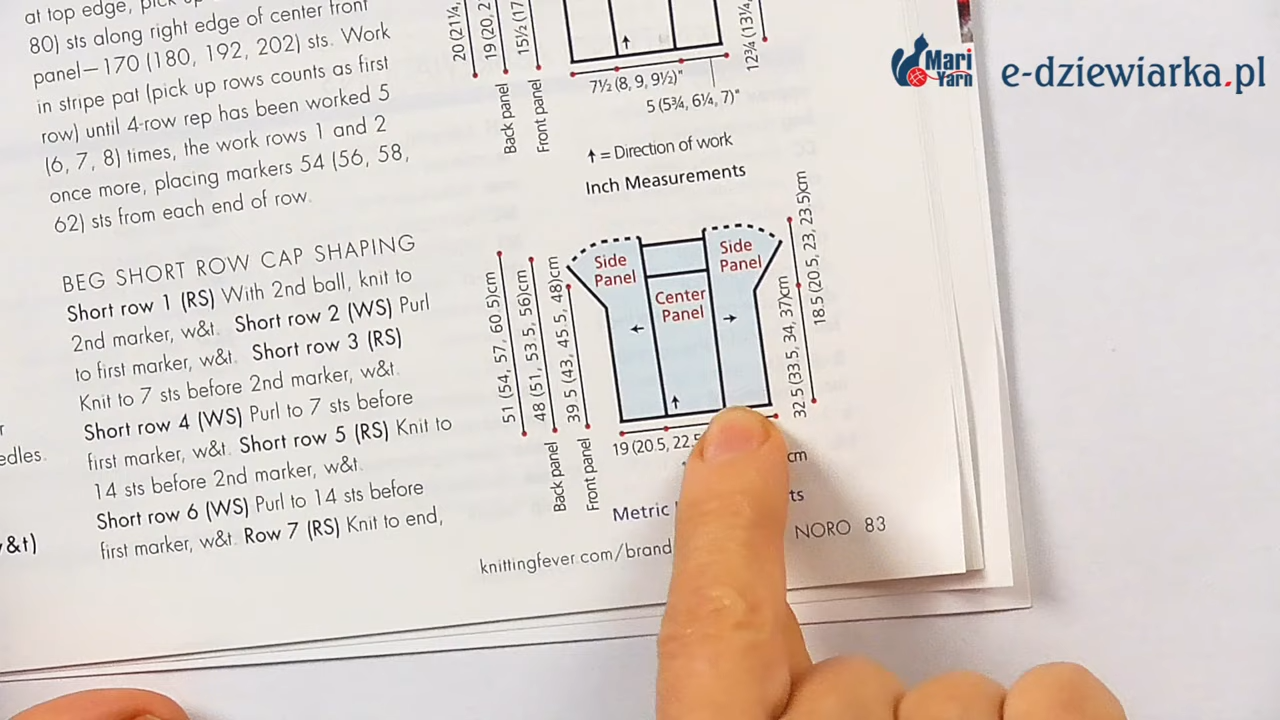 at top edge, pick
80) sts along right edge of center front
panel—170 (180, 192, 202) sts. Work
in stripe pat (pick up rows counts as first
row) until 4-row rep has been worked 5
(6, 7, 8) times, the work rows 1 and 2
once more, placing markers 54 (56, 58,
62) sts from each end of row.
BEG SHORT ROW CAP SHAPING
Short row 1 (RS) With 2nd ball, knit to
2nd marker, w&t. Short row 2 (WS) Purl
to first marker, w&t. Short row 3 (RS)
Knit to 7 sts before 2nd marker, w&t.
Short row 4 (WS) Purl to 7 sts before
first marker, w&t. Short row 5 (RS) Knit to
14 sts before 2nd marker, w&t.
Short row 6 (WS) Purl to 14 sts before
first marker, w&t. Row 7 (RS) Knit to end,
edles.
w&t)
20 (21¼,
19 (20,
15½ (17
Back panel
Front panel
12¾ (13¼,
7½ (8, 9, 9½)"
5 (5¾, 6¼, 7)"
= Direction of work
Inch Measurements
51 (54, 57, 60.5)cm
48 (51, 53.5, 56)cm
39.5 (43, 45.5, 48)cm
Back panel
Front panel
Side
Panel
Center
Panel
Side
Panel
32.5 (33.5, 34, 37)cm
18.5 (20.5, 23, 23.5)cm
19 (20.5, 22.5
cm
Metric
ts
knittingfever.com/brand
NORO 83
Mari
Yarn
e-dziewiarka.pl